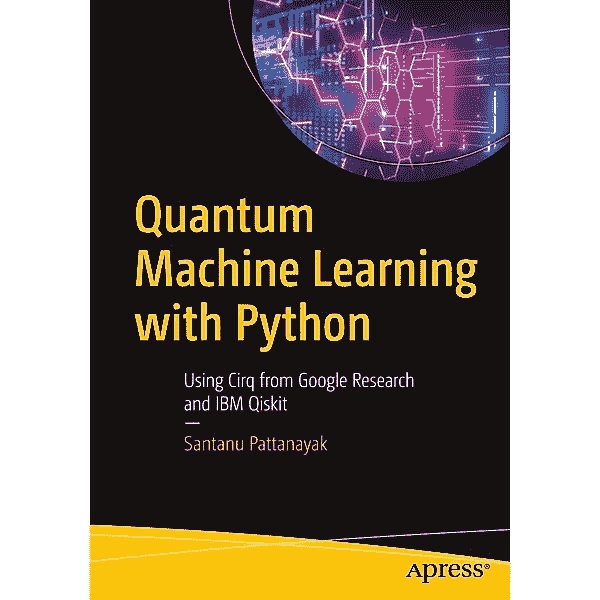 Quantum
Machine Learning
with Python
Using Cirq from Google Research
and IBM Qiskit
—
Santanu Pattanayak
Apress®